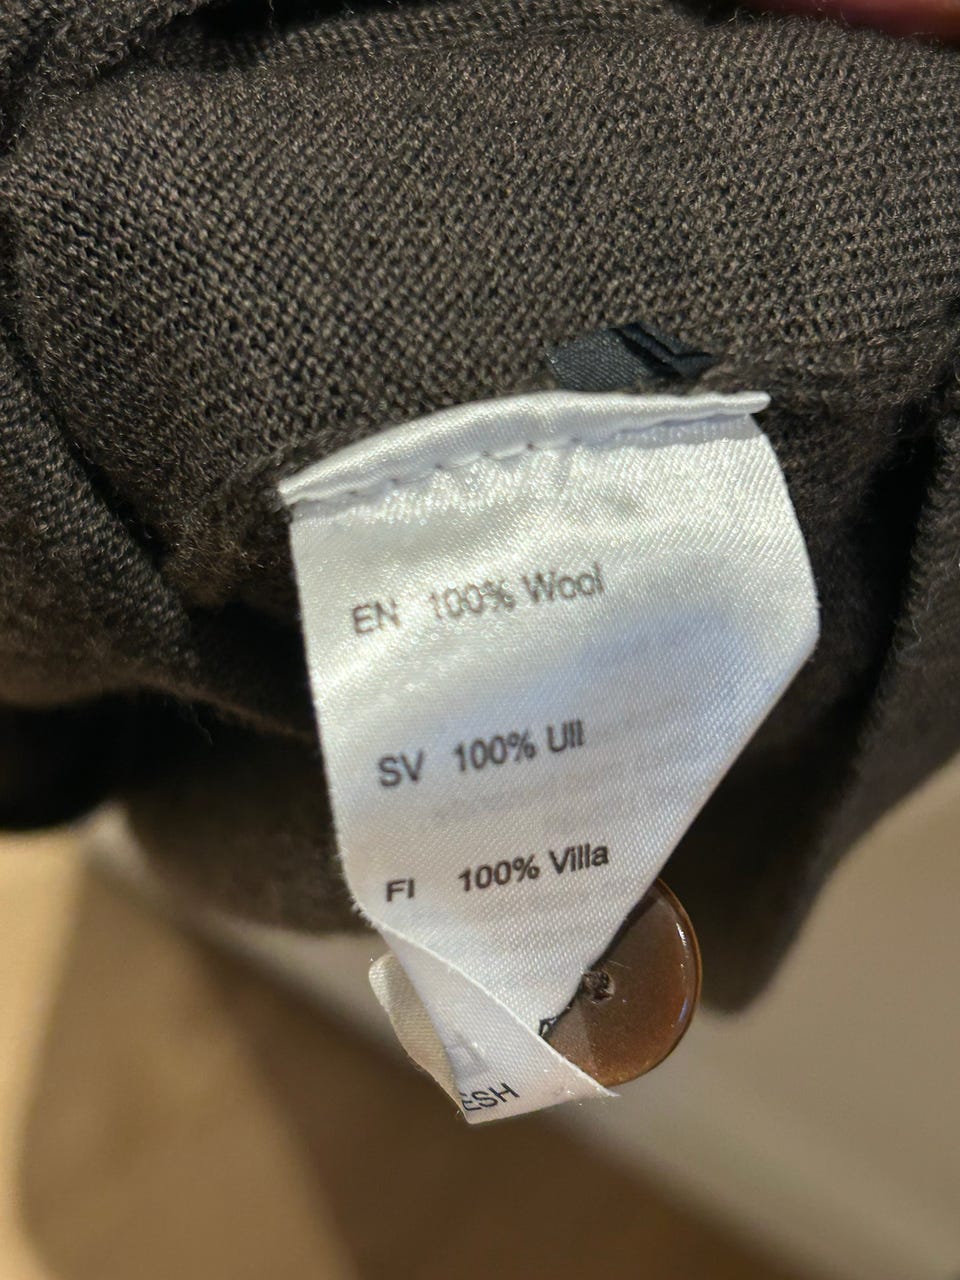 EN 100% Wool
SV 100% Ull
FI 100% Villa
ESH